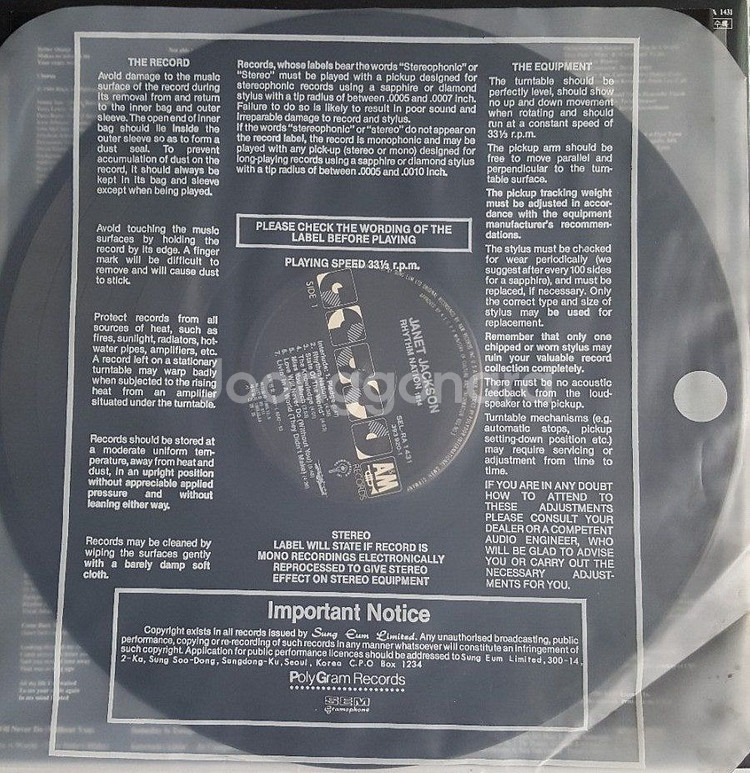 A 1431
THE RECORD
Avoid damage to the music
surface of the record during
its removal from and return
to the inner bag and outer
sleeve. The open end of inner
bag should lie inside the
outer sleeve so as to form a
dust seal. To prevent
accumulation of dust on the
record, it should always be
kept in its bag and sleeve
except when being played.
Avoid touching the music
surfaces by holding the
record by its edge. A finger
mark will be difficult to
remove and will cause dust
to stick.
Protect records from all
sources of heat, such as
fires, sunlight, radiators, hot-
water pipes, amplifiers, etc.
A record left on a stationary
turntable may warp badly
when subjected to the rising
heat from an amplifier
situated under the turntable.
Records should be stored at
a moderate uniform tem-
perature, away from heat and
dust, in an upright position
without appreciable applied
pressure and without
leaning either way.
Records may be cleaned by
wiping the surfaces gently
with a barely damp soft
cloth.
Records, whose labels bear the words "Stereophonic" or
"Stereo" must be played with a pickup designed for
stereophonic records using a sapphire or diamond
stylus with a tip radius of between .0005 and .0007 inch.
Failure to do so is likely to result in poor sound and
irreparable damage to record and stylus.
If the words "stereophonic" or "stereo" do not appear on
the record label, the record is monophonic and may be
played with any pick-up (stereo or mono) designed for
long-playing records using a sapphire or diamond stylus
with a tip radius of between .0005 and .0010 inch.
PLEASE CHECK THE WORDING OF THE
LABEL BEFORE PLAYING
PLAYING SPEED 33⅓ r.p.m.
SIDE 1
JANET JACKSON
RHYTHM NATION 1814
SEL-RA 1431
AM
RECORDS
STEREO
LABEL WILL STATE IF RECORD IS
MONO RECORDINGS ELECTRONICALLY
REPROCESSED TO GIVE STEREO
EFFECT ON STEREO EQUIPMENT
THE EQUIPMENT
The turntable should be
perfectly level, should show
no up and down movement
when rotating and should
run at a constant speed of
33⅓ r.p.m.
The pickup arm should be
free to move parallel and
perpendicular to the turn-
table surface.
The pickup tracking weight
must be adjusted in accor-
dance with the equipment
manufacturer's recommen-
dations.
The stylus must be checked
for wear periodically (we
suggest after every 100 sides
for a sapphire), and must be
replaced, if necessary. Only
the correct type and size of
stylus may be used for
replacement.
Remember that only one
chipped or worn stylus may
ruin your valuable record
collection completely.
There must be no acoustic
feedback from the loud-
speaker to the pickup.
Turntable mechanisms (e.g.
automatic stops, pickup
setting-down position etc.)
may require servicing or
adjustment from time to
time.
IF YOU ARE IN ANY DOUBT
HOW TO ATTEND TO
THESE ADJUSTMENTS
PLEASE CONSULT YOUR
DEALER OR A COMPETENT
AUDIO ENGINEER, WHO
WILL BE GLAD TO ADVISE
YOU OR CARRY OUT THE
NECESSARY ADJUST-
MENTS FOR YOU.
Joonggonara
Important Notice
Copyright exists in all records issued by Sung Eum Limited. Any unauthorised broadcasting, public
performance, copying or re-recording of such records in any manner whatsoever will constitute an infringement of
such copyright. Application for public performance licences should be addressed to Sung Eum Limited, 300-14,
2-Ka, Sung Soo-Dong, Sungdong-Ku, Seoul, Korea C.P.O Box 1234
PolyGram Records
SEM
gramophone